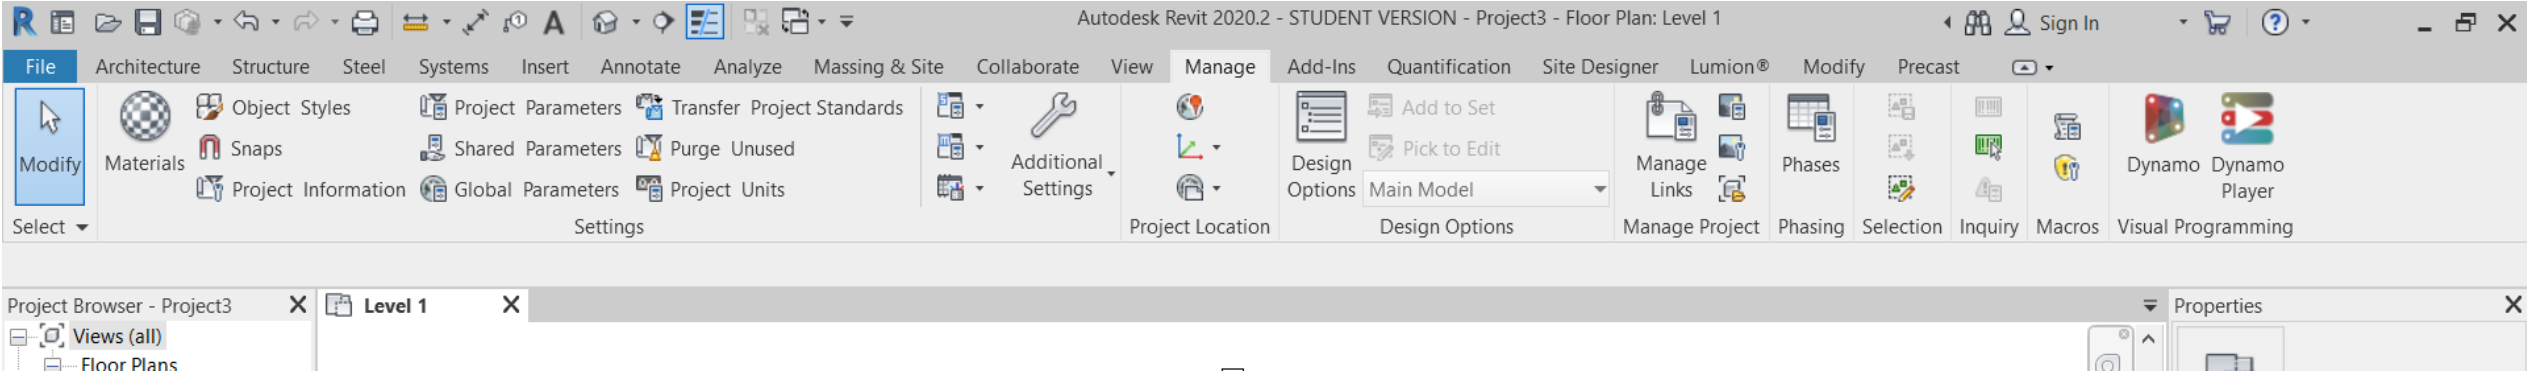 Autodesk Revit 2020.2 - STUDENT VERSION - Project3 - Floor Plan: Level 1
Sign In
File Architecture Structure Steel Systems Insert Annotate Analyze Massing & Site Collaborate View Manage Add-Ins Quantification Site Designer Lumion® Modify Precast
Modify
Select
Materials
Object Styles
Snaps
Project Information
Project Parameters
Shared Parameters
Global Parameters
Transfer Project Standards
Purge Unused
Project Units
Additional
Settings
Settings
Project Location
Design
Options
Add to Set
Pick to Edit
Main Model
Design Options
Manage
Links
Manage Project
Phases
Phasing
Selection
Inquiry
Macros
Dynamo
Dynamo
Player
Visual Programming
Project Browser - Project3
Level 1
Properties
Views (all)
Floor Plans